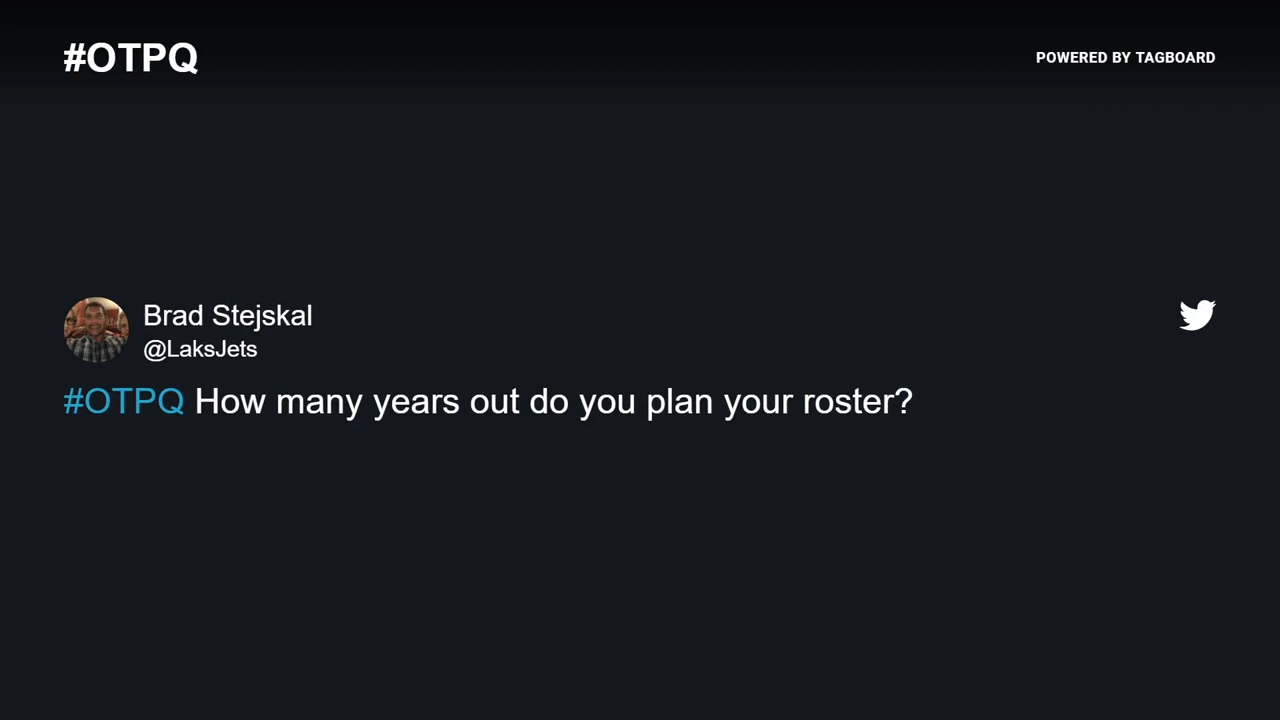 #OTPQ
POWERED BY TAGBOARD
Brad Stejskal
@LaksJets
#OTPQ How many years out do you plan your roster?